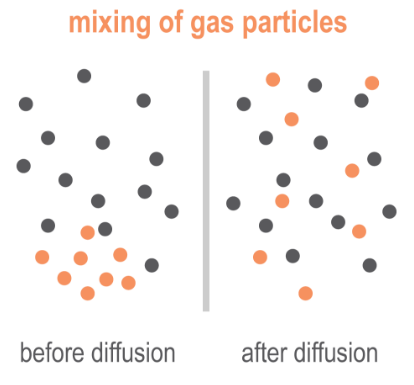 mixing of gas particles
before diffusion
after diffusion